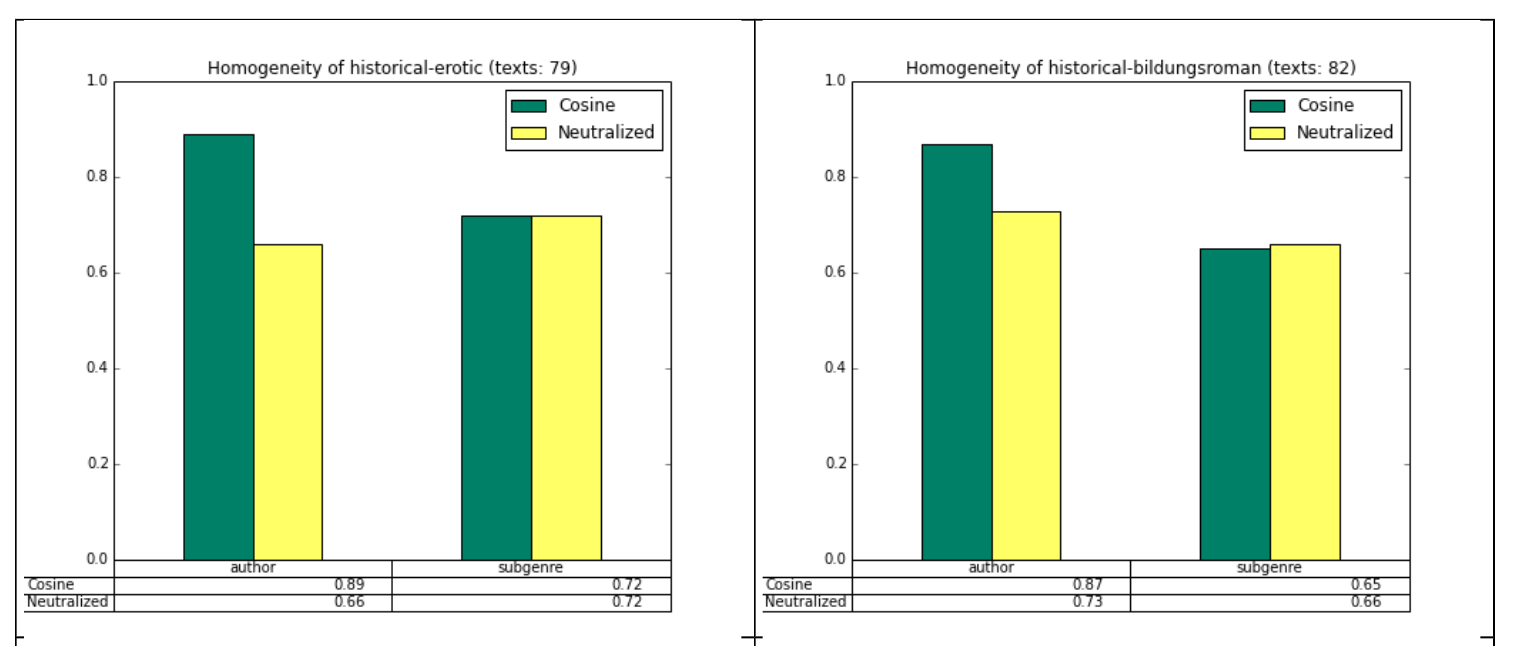 Homogeneity of historical-erotic (texts: 79)
1.0
Cosine
Neutralized
0.8
0.6
0.4
0.2
0.0
author subgenre
Cosine 0.89 0.72
Neutralized 0.66 0.72
Homogeneity of historical-bildungsroman (texts: 82)
1.0
Cosine
Neutralized
0.8
0.6
0.4
0.2
0.0
author subgenre
Cosine 0.87 0.65
Neutralized 0.73 0.66